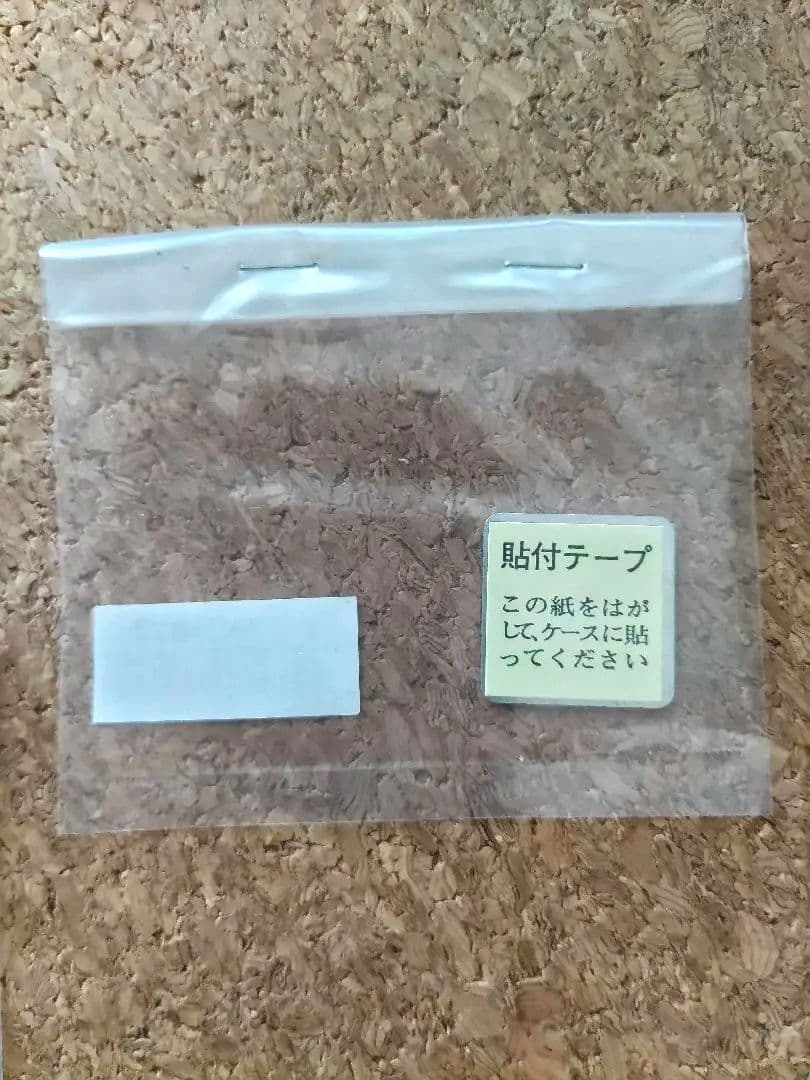 貼付テープ
この紙をはが
して、ケースに貼
ってください